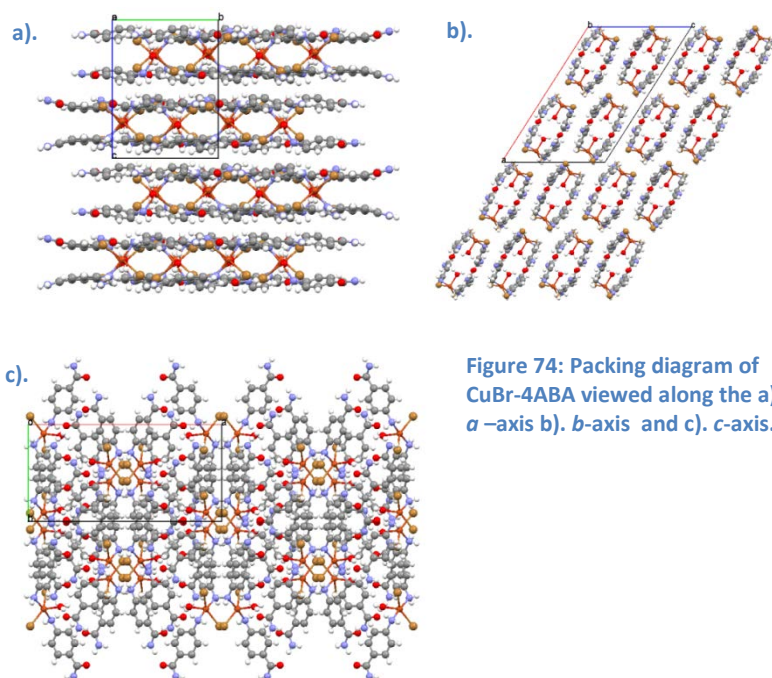 a).
b).
a
b
c
b
c
a
c).
Figure 74: Packing diagram of
CuBr-4ABA viewed along the a)
a –axis b). b-axis and c). c-axis.